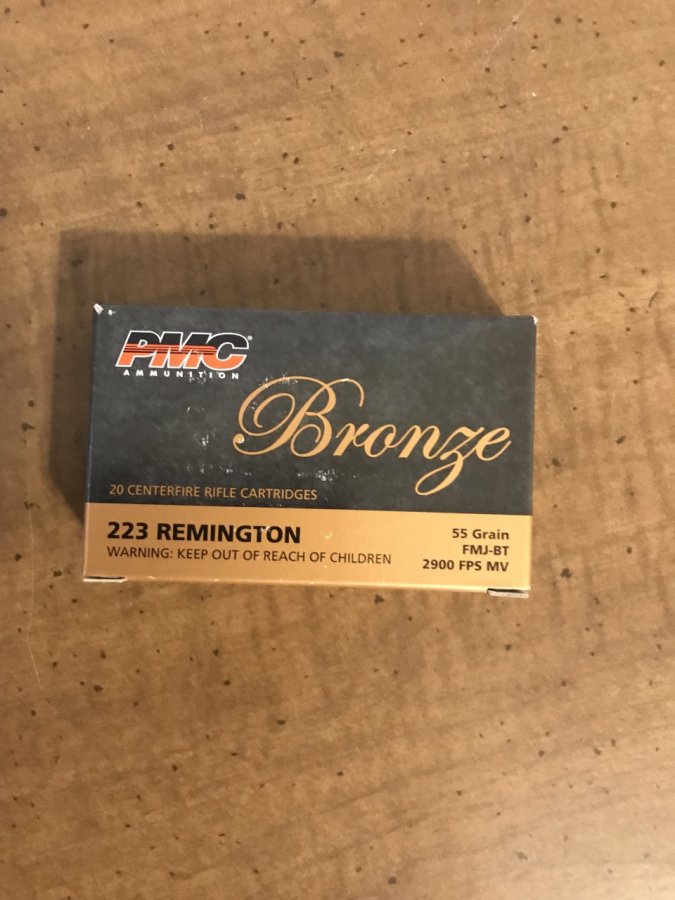 PMC®
AMMUNITION
Bronze
20 CENTERFIRE RIFLE CARTRIDGES
223 REMINGTON
WARNING: KEEP OUT OF REACH OF CHILDREN
55 Grain
FMJ-BT
2900 FPS MV